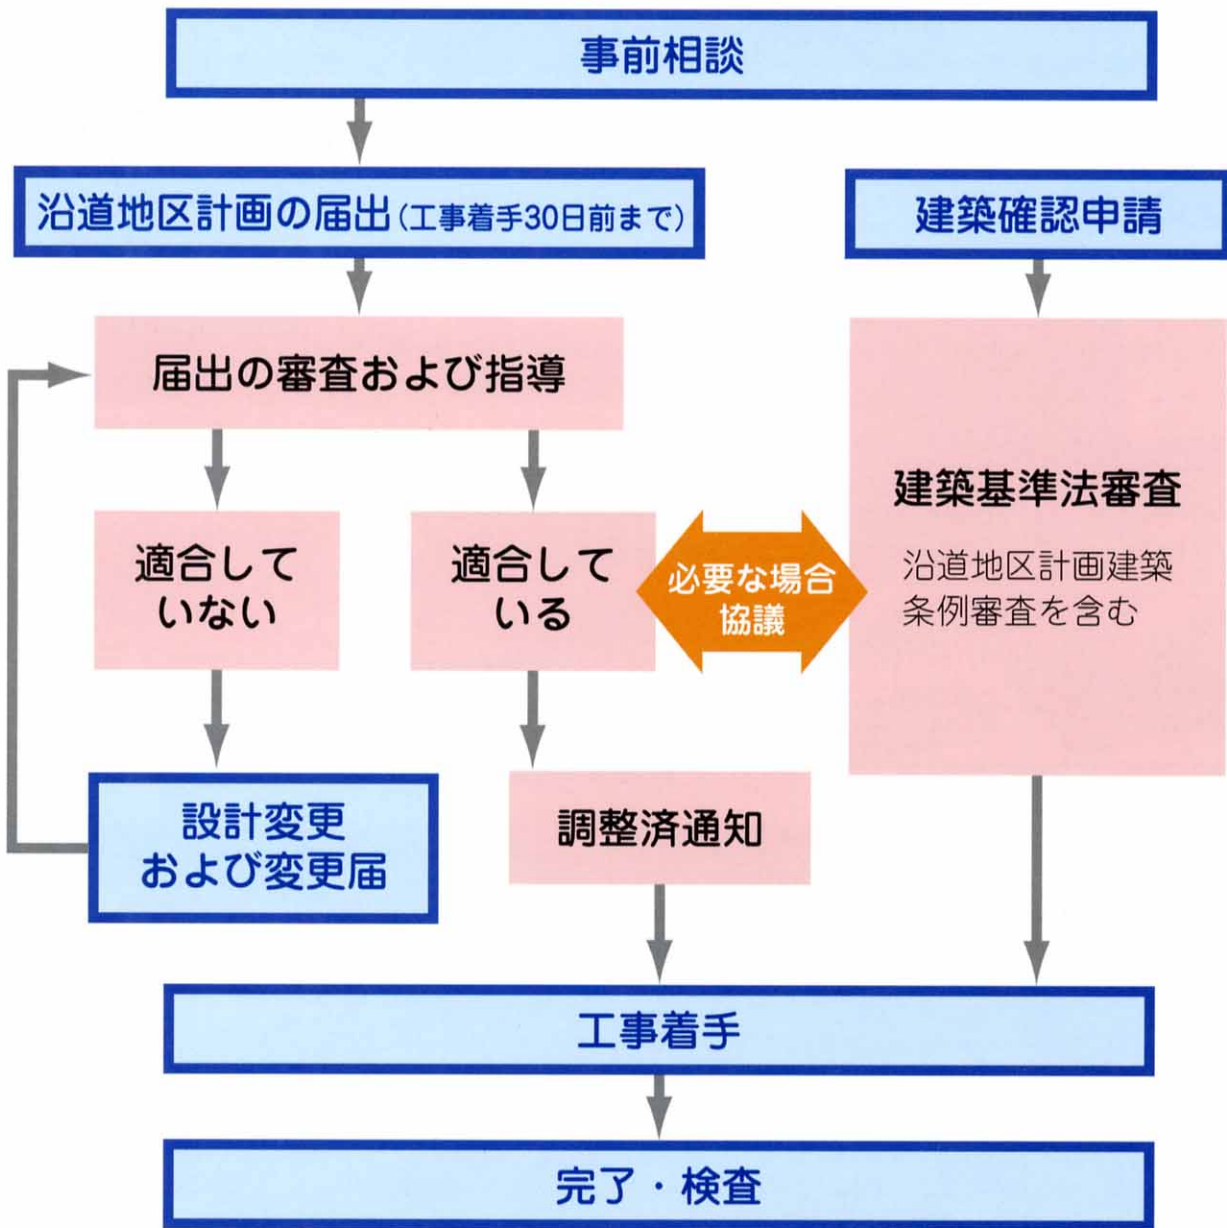 事前相談
沿道地区計画の届出(工事着手30日前まで)
建築確認申請
届出の審査および指導
適合して
いない
適合して
いる
必要な場合
協議
建築基準法審査
沿道地区計画建築
条例審査を含む
設計変更
および変更届
調整済通知
工事着手
完了・検査